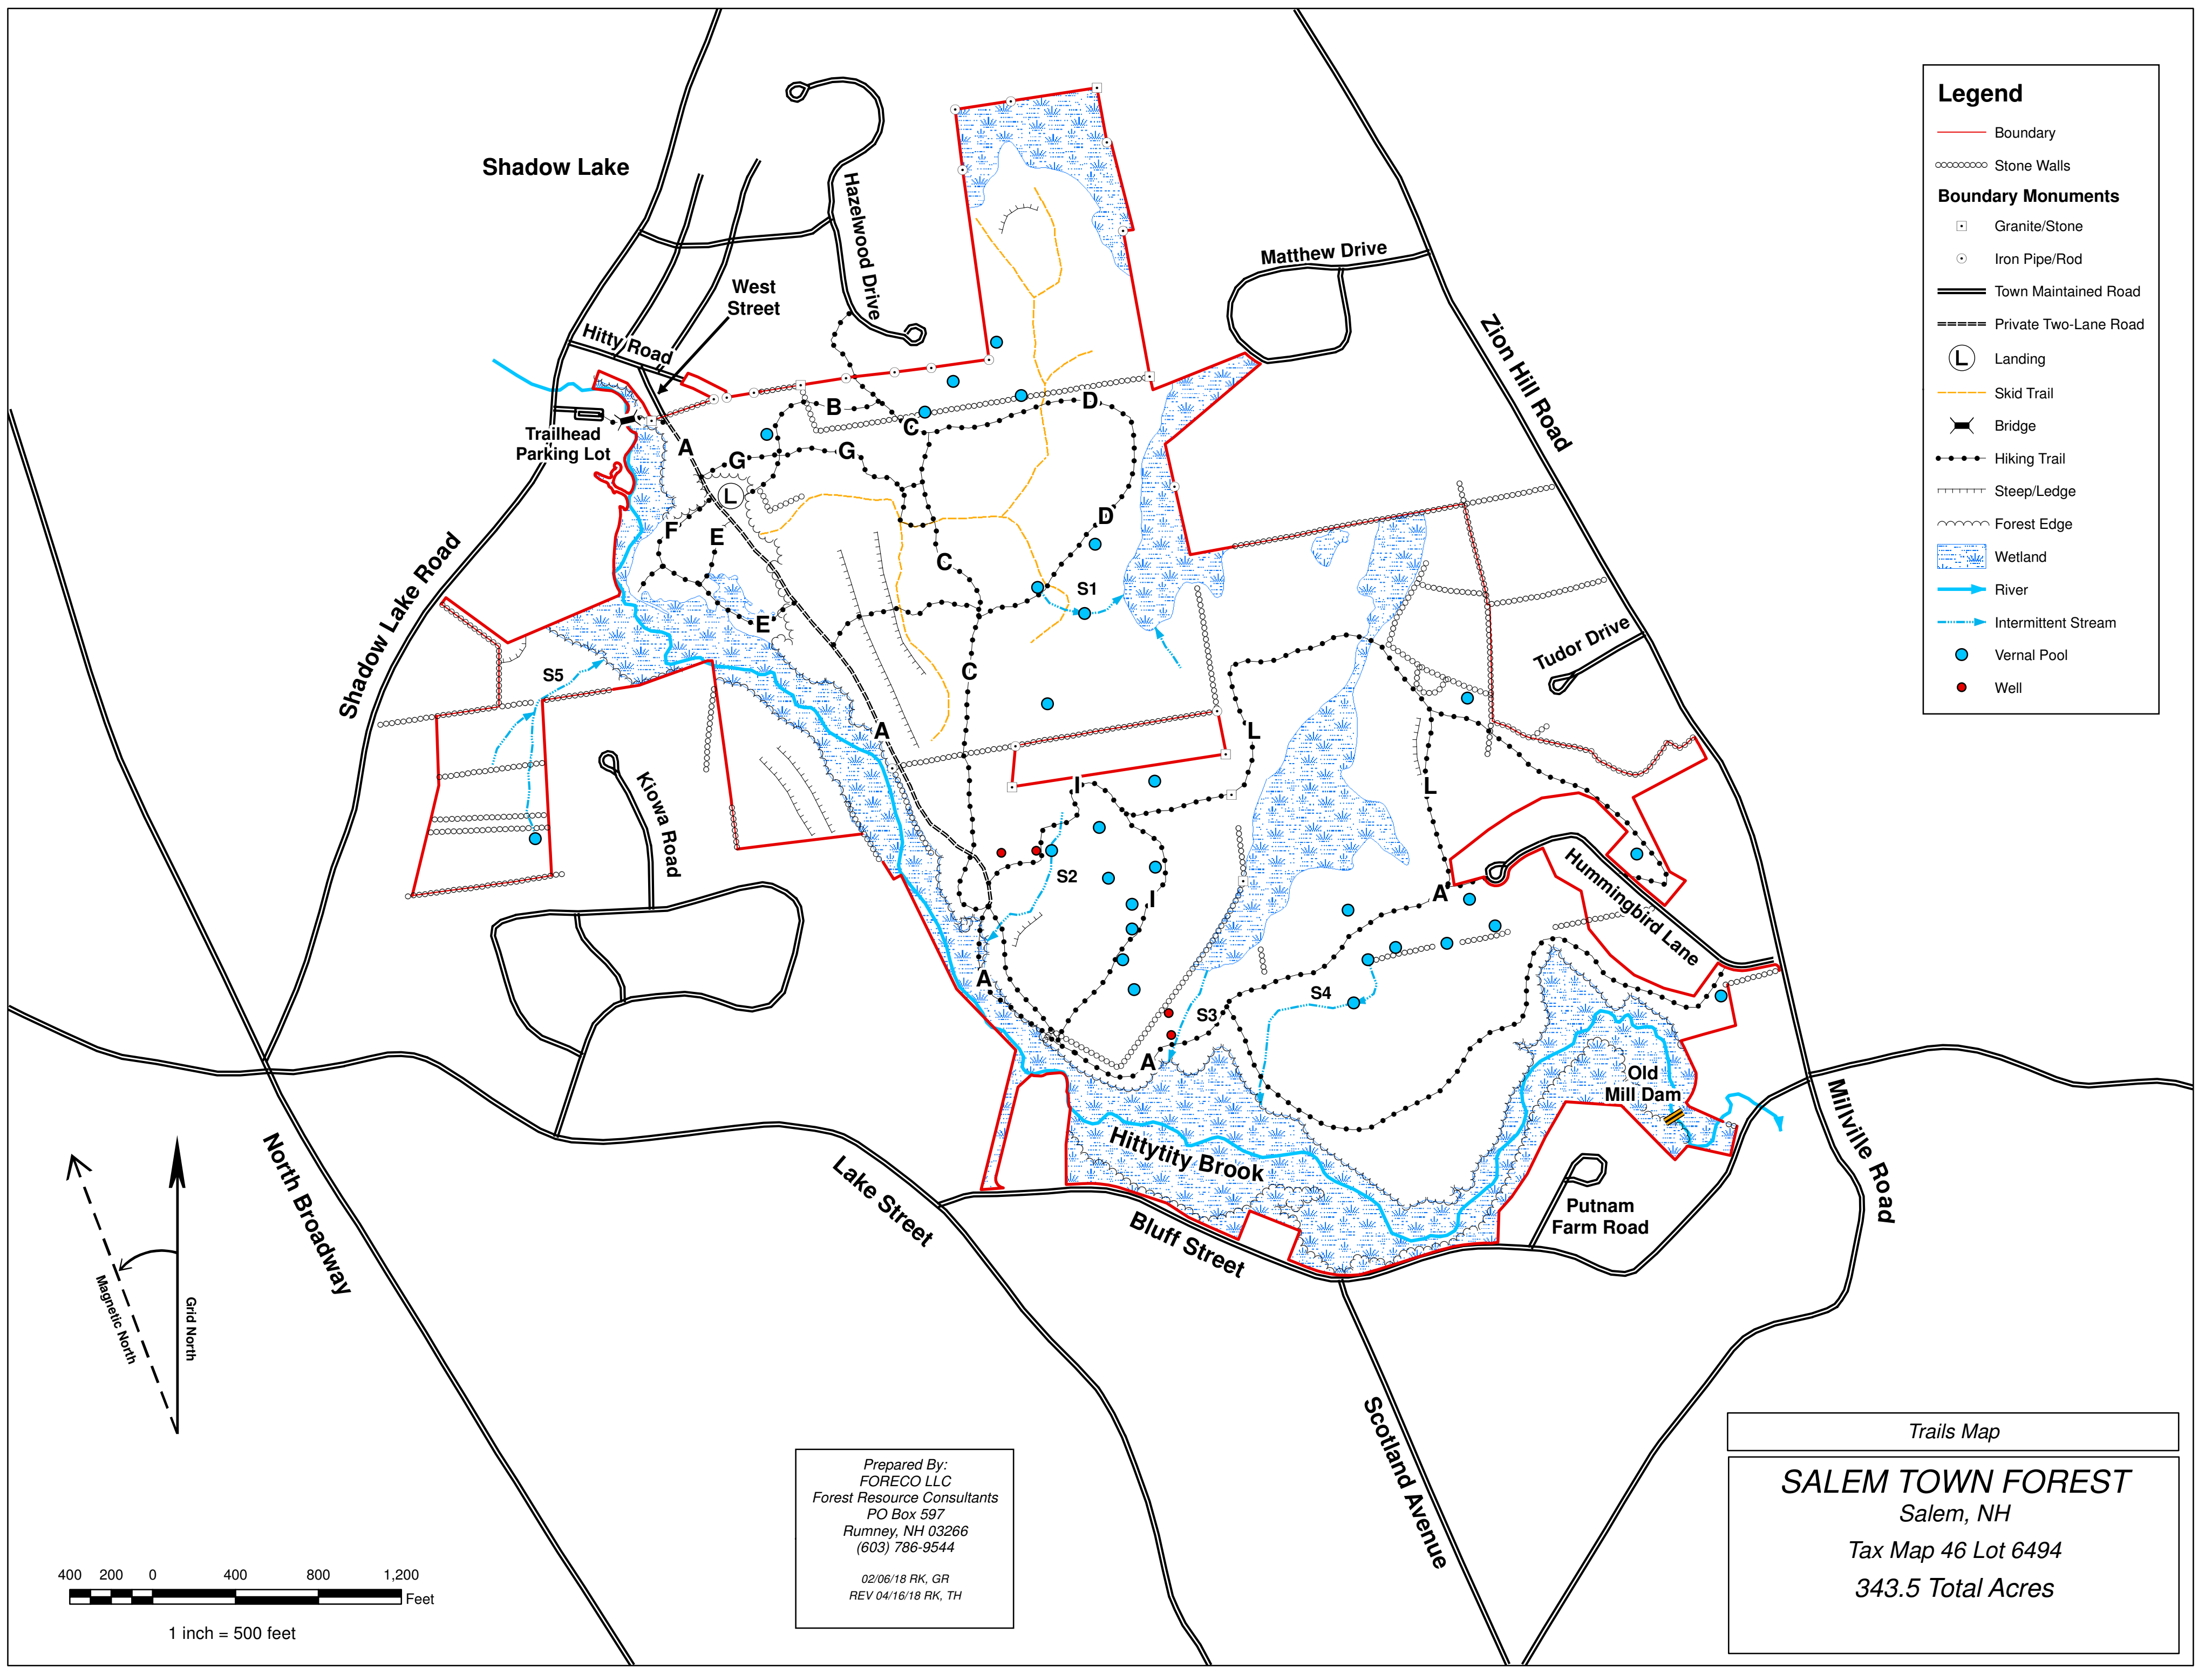 Shadow Lake
Hazelwood Drive
West
Street
Hitty Road
Trailhead
Parking Lot
Matthew Drive
Zion Hill Road
Legend
Boundary
Stone Walls
Boundary Monuments
Granite/Stone
Iron Pipe/Rod
Town Maintained Road
Private Two-Lane Road
L
Landing
Skid Trail
Bridge
Hiking Trail
Steep/Ledge
Forest Edge
Wetland
River
Intermittent Stream
Vernal Pool
Well
B
D
C
A
G
G
L
D
F
E
C
S1
E
Shadow Lake Road
S5
C
A
L
Tudor Drive
I
L
Kiowa Road
S2
I
A
Hummingbird Lane
A
S4
S3
A
Old
Mill Dam
Hittytity Brook
Lake Street
Bluff Street
Putnam
Farm Road
Millville Road
North Broadway
Scotland Avenue
Magnetic North
Grid North
400 200 0 400 800 1,200
Feet
1 inch = 500 feet
Prepared By:
FORECO LLC
Forest Resource Consultants
PO Box 597
Rumney, NH 03266
(603) 786-9544
02/06/18 RK, GR
REV 04/16/18 RK, TH
Trails Map
SALEM TOWN FOREST
Salem, NH
Tax Map 46 Lot 6494
343.5 Total Acres